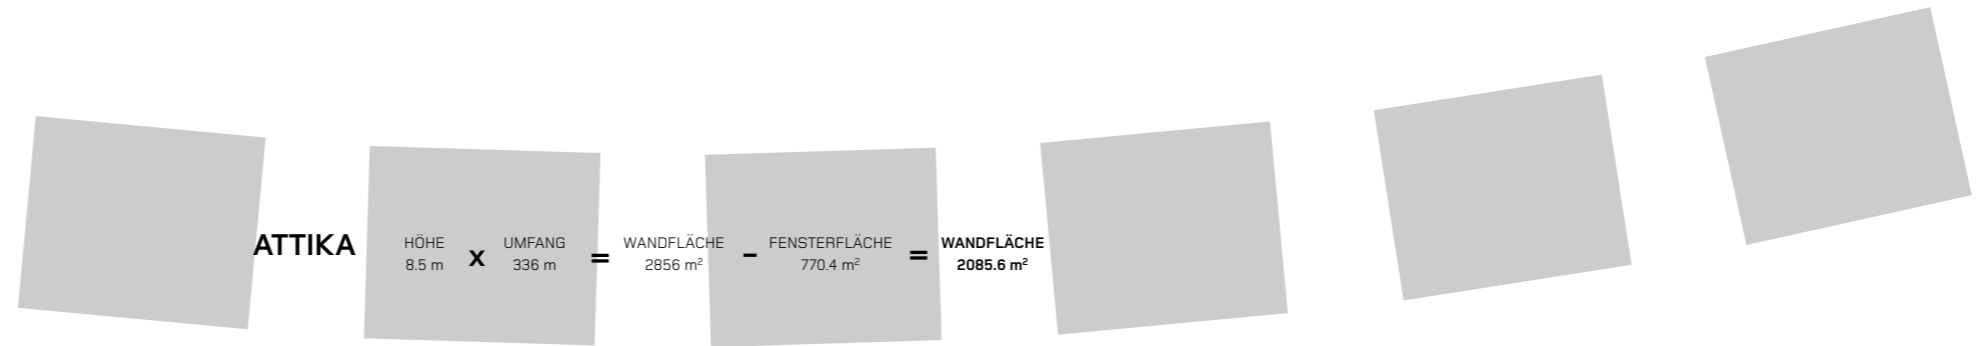 ATTIKA
HÖHE x UMFANG = WANDFLÄCHE – FENSTERFLÄCHE = WANDFLÄCHE
8.5 m 336 m 2856 m² 770.4 m² 2085.6 m²